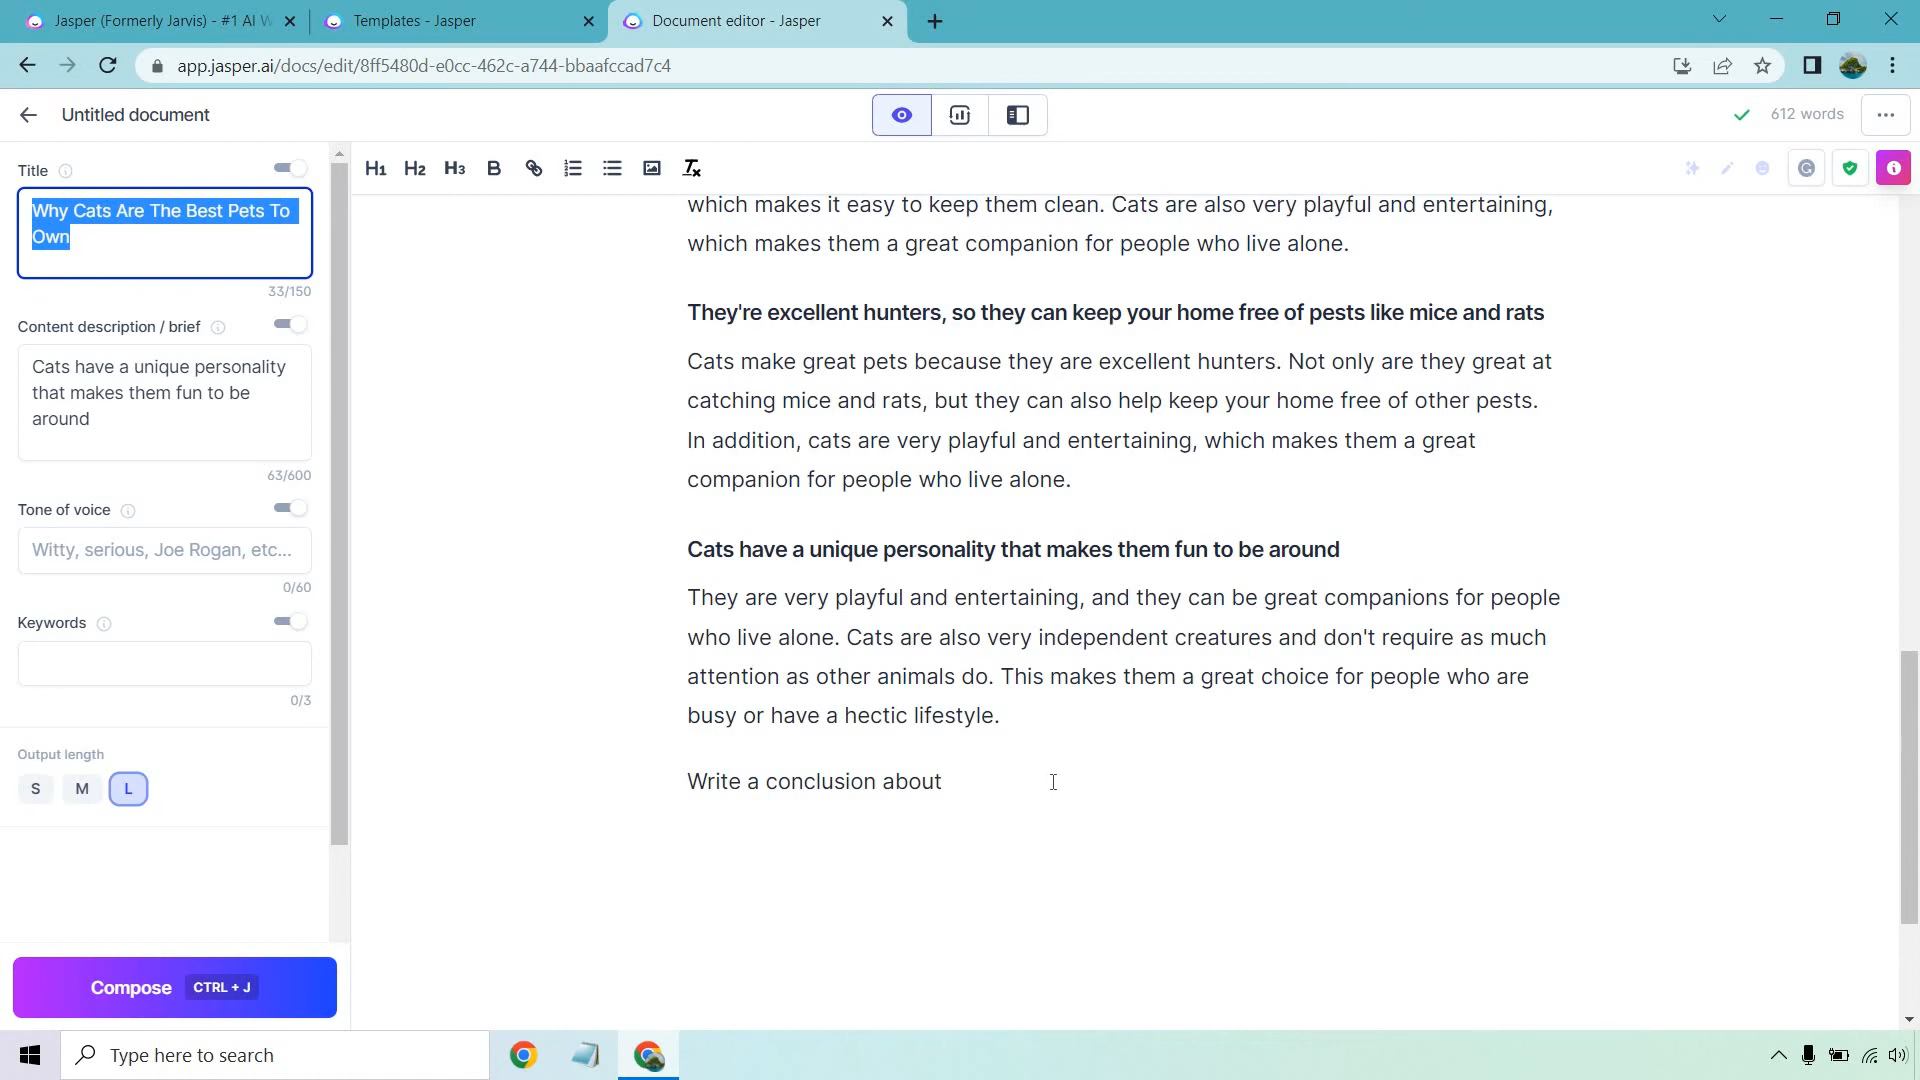 Jasper (Formerly Jarvis) - #1 AI W
Templates - Jasper
Document editor - Jasper
app.jasper.ai/docs/edit/8ff5480d-e0cc-462c-a744-bbaafccad7c4
Untitled document
612 words
Title
H1 H2 H3 B
Why Cats Are The Best Pets To
Own
33/150
Content description / brief
Cats have a unique personality
that makes them fun to be
around
63/600
Tone of voice
Witty, serious, Joe Rogan, etc...
0/60
Keywords
0/3
Output length
S M L
Compose CTRL + J
which makes it easy to keep them clean. Cats are also very playful and entertaining,
which makes them a great companion for people who live alone.
They're excellent hunters, so they can keep your home free of pests like mice and rats
Cats make great pets because they are excellent hunters. Not only are they great at
catching mice and rats, but they can also help keep your home free of other pests.
In addition, cats are very playful and entertaining, which makes them a great
companion for people who live alone.
Cats have a unique personality that makes them fun to be around
They are very playful and entertaining, and they can be great companions for people
who live alone. Cats are also very independent creatures and don't require as much
attention as other animals do. This makes them a great choice for people who are
busy or have a hectic lifestyle.
Write a conclusion about
Type here to search